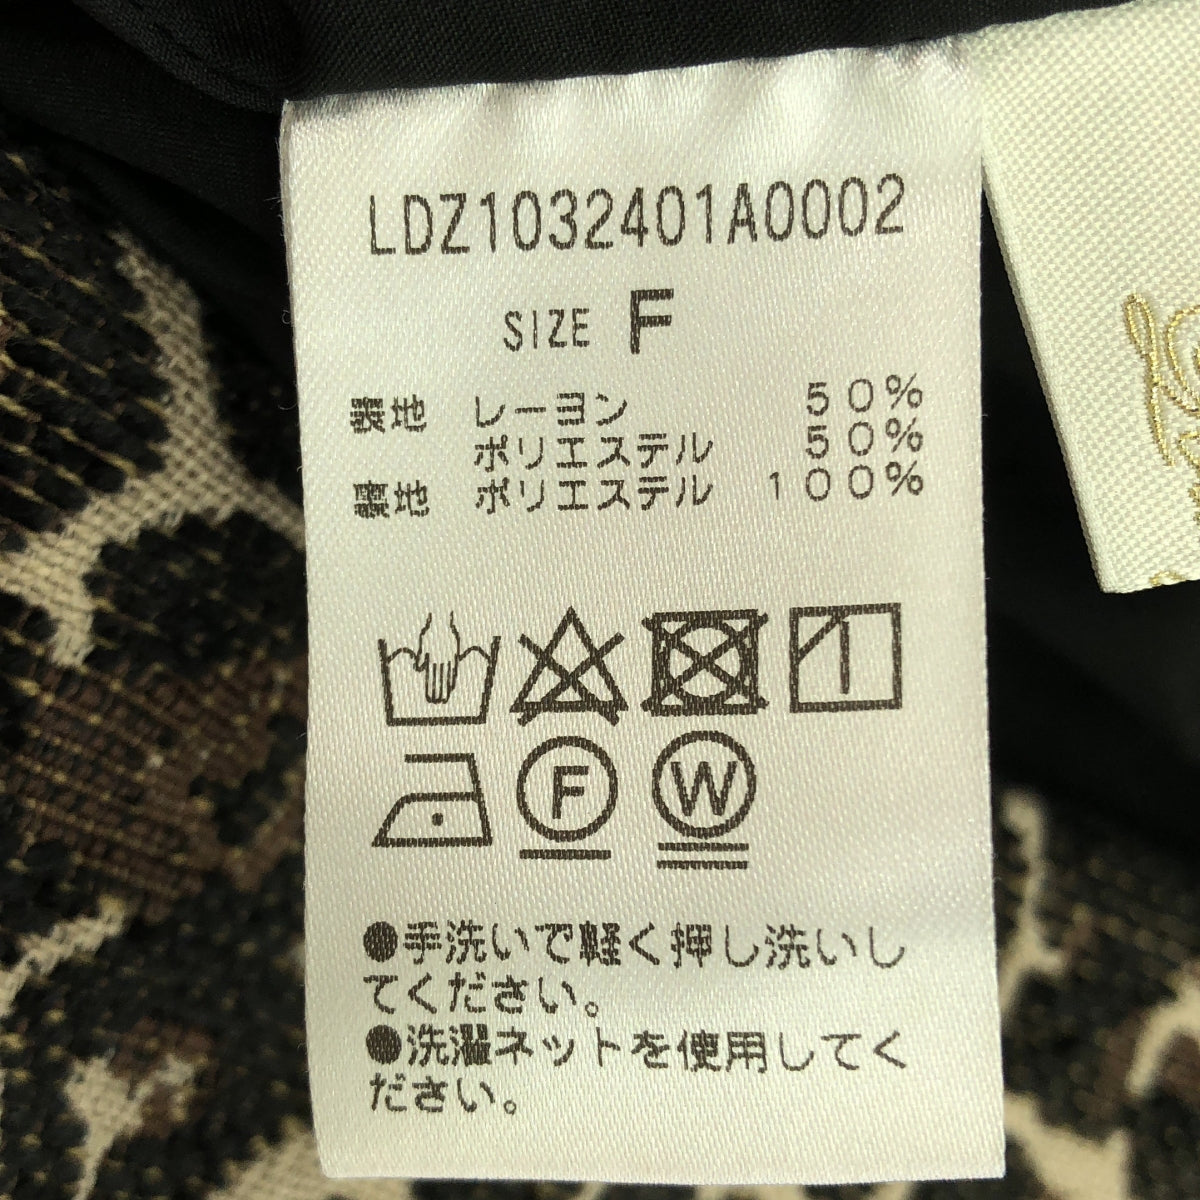 LDZ1032401A0002
SIZE F
表地 レーヨン 50%
ポリエステル 50%
裏地 ポリエステル 100%
F W
●手洗いで軽く押し洗いし
てください。
●洗濯ネットを使用してく
ださい。